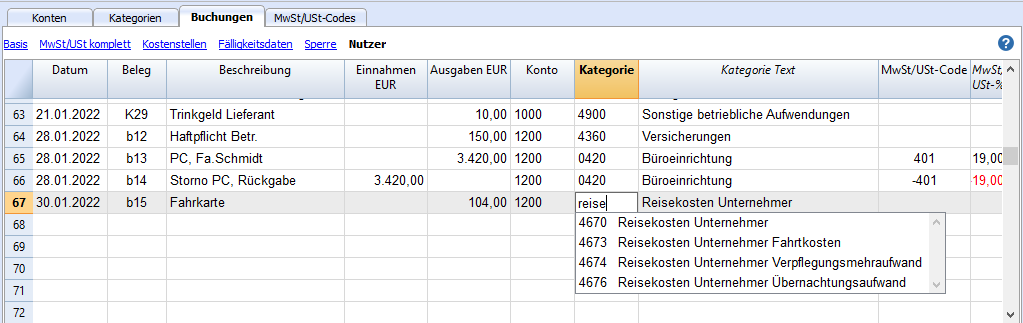 Konten Kategorien Buchungen MwSt/USt-Codes
Basis MwSt/USt komplett Kostenstellen Fälligkeitsdaten Sperre Nutzer ?
Datum Beleg Beschreibung Einnahmen EUR Ausgaben EUR Konto Kategorie Kategorie Text MwSt/USt-Code MwSt/ USt-%
63 21.01.2022 K29 Trinkgeld Lieferant 10,00 1000 4900 Sonstige betriebliche Aufwendungen
64 28.01.2022 b12 Haftpflicht Betr. 150,00 1200 4360 Versicherungen
65 28.01.2022 b13 PC, Fa.Schmidt 3.420,00 1200 0420 Büroeinrichtung 401 19,00
66 28.01.2022 b14 Storno PC, Rückgabe 3.420,00 1200 0420 Büroeinrichtung -401 -19,00
67 30.01.2022 b15 Fahrkarte 104,00 1200 reise Reisekosten Unternehmer
68 4670 Reisekosten Unternehmer
69 4673 Reisekosten Unternehmer Fahrtkosten
70 4674 Reisekosten Unternehmer Verpflegungsmehraufwand
71 4676 Reisekosten Unternehmer Übernachtungsaufwand
72